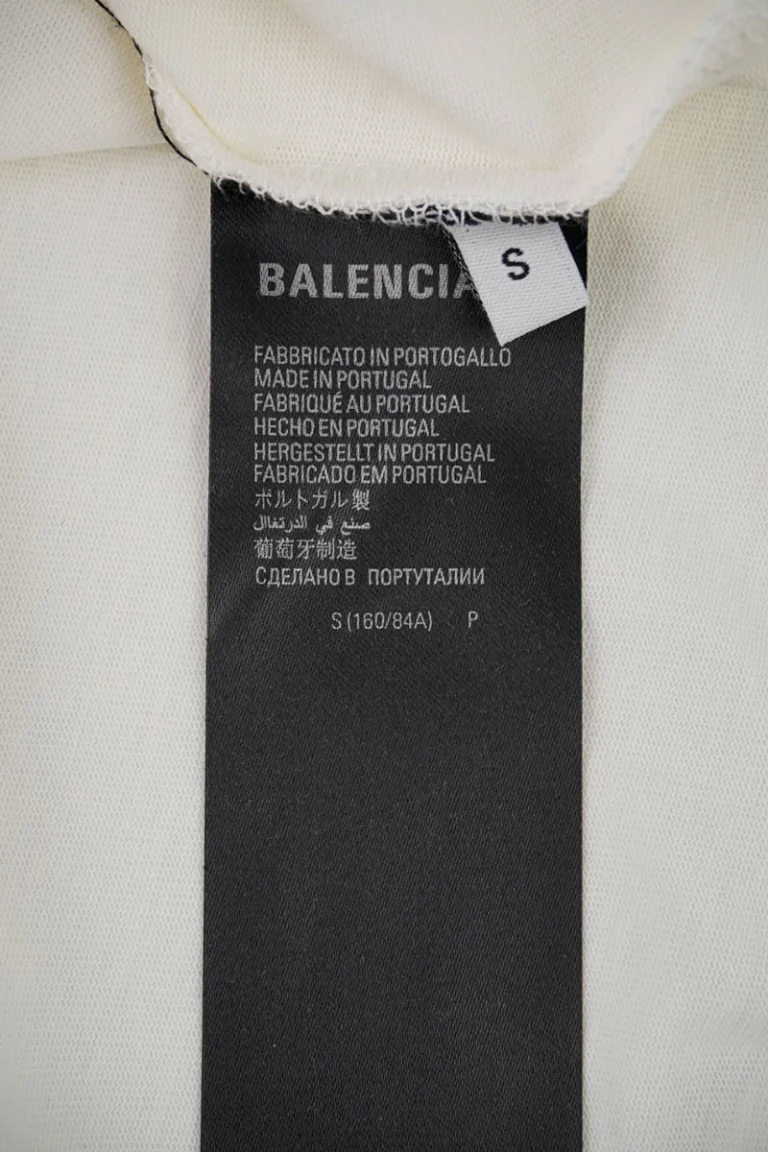 BALENCIA
S
FABBRICATO IN PORTOGALLO
MADE IN PORTUGAL
FABRIQUÉ AU PORTUGAL
HECHO EN PORTUGAL
HERGESTELLT IN PORTUGAL
FABRICADO EM PORTUGAL
ポルトガル製
صنع في الدرتغاال
葡萄牙制造
СДЕЛАНО В ПОРТУТАЛИИ
S (160/84A) P